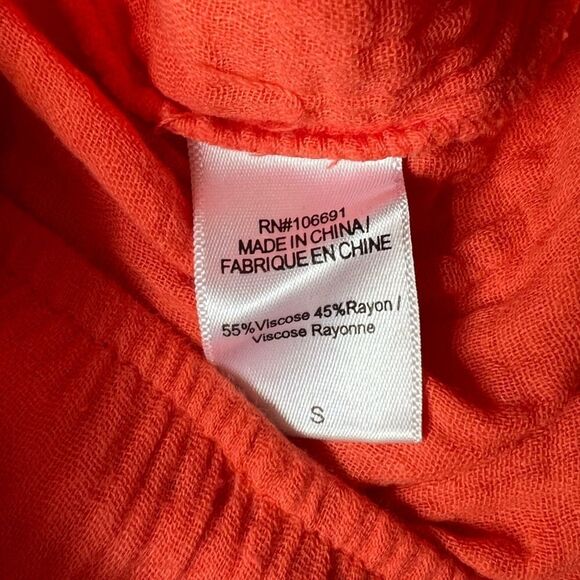 RN#106691
MADE IN CHINA/
FABRIQUE EN CHINE
55%Viscose 45%Rayon /
Viscose Rayonne
S